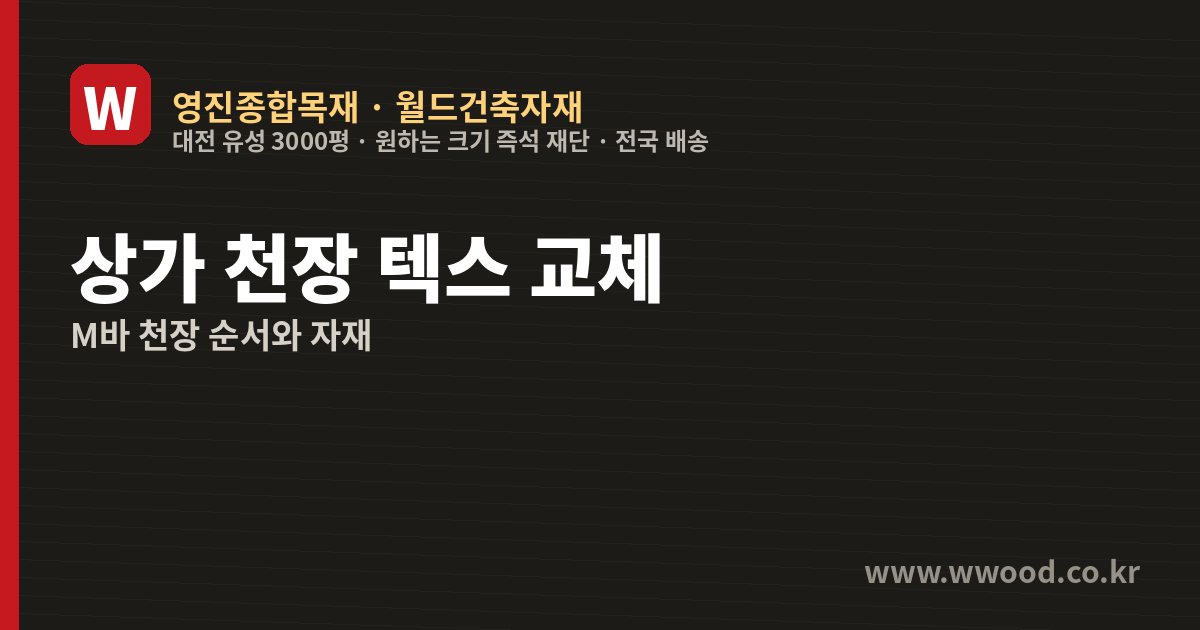 W
영진종합목재 · 월드건축자재
대전 유성 3000평 · 원하는 크기 즉석 재단 · 전국 배송
상가 천장 텍스 교체
M바 천장 순서와 자재
www.wwood.co.kr